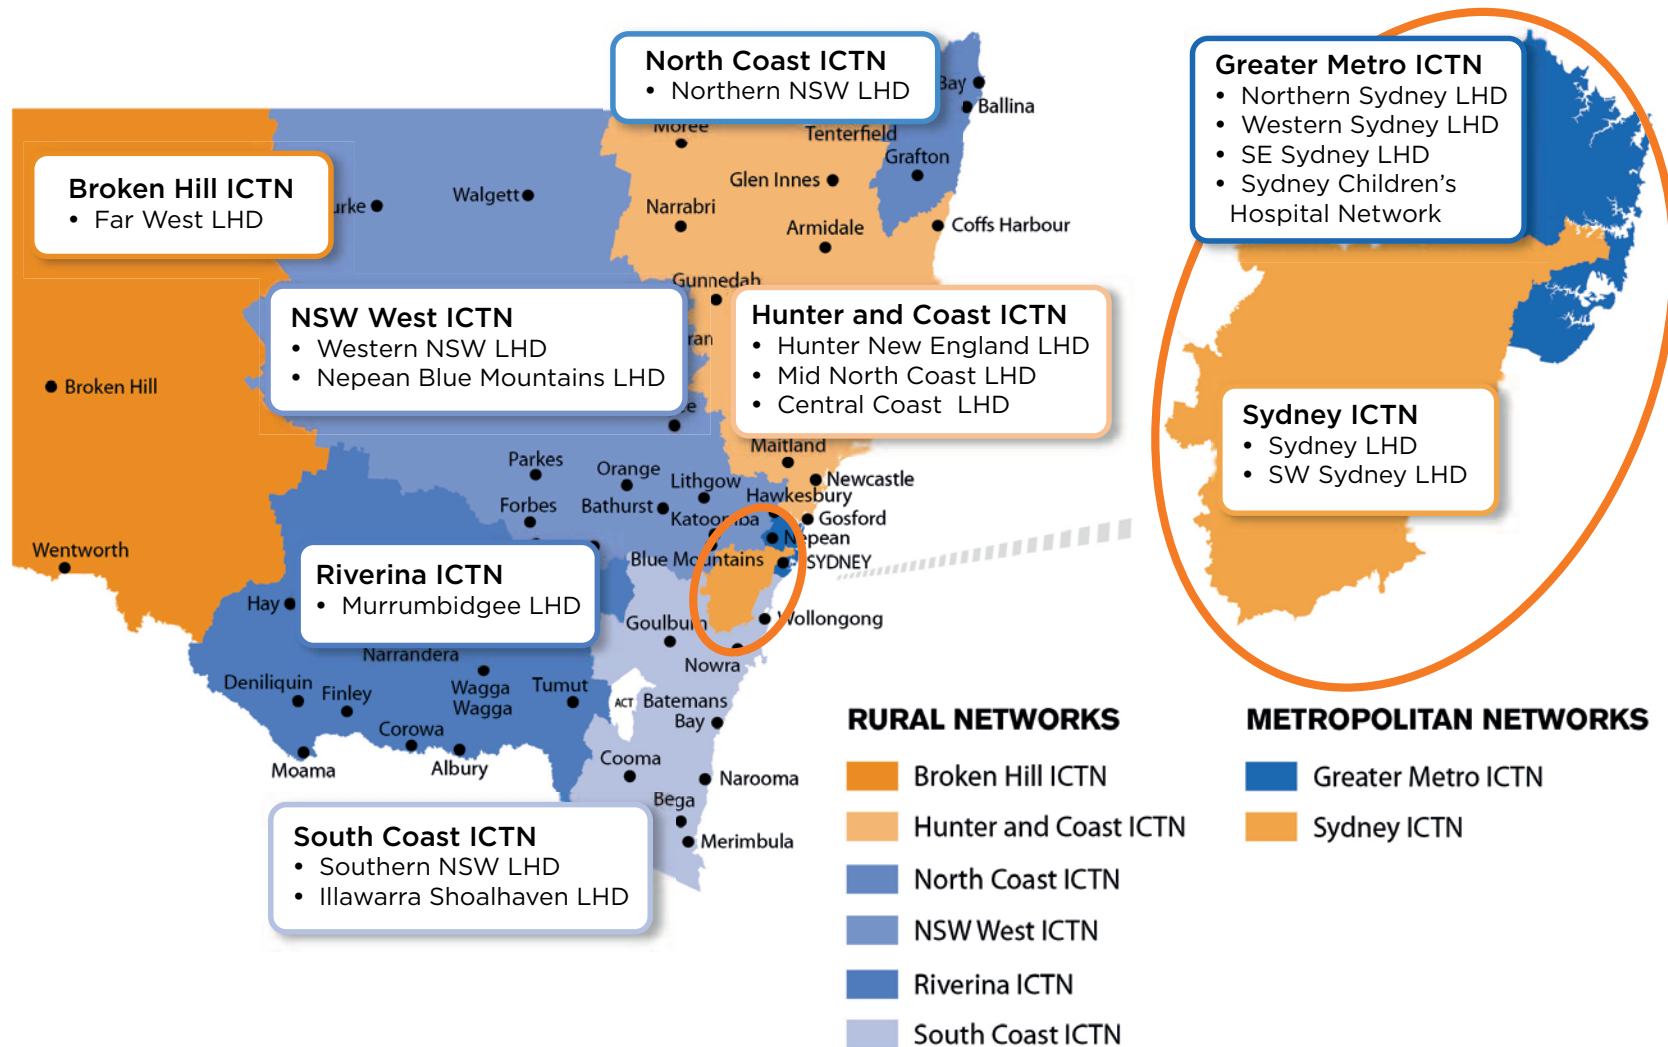 North Coast ICTN
• Northern NSW LHD
Bay
Ballina
Moree
Tenterfield
Grafton
Broken Hill ICTN
• Far West LHD
urke
Walgett
Glen Innes
Narrabri
Armidale
Coffs Harbour
Gunnedah
NSW West ICTN
• Western NSW LHD
• Nepean Blue Mountains LHD
ran
Hunter and Coast ICTN
• Hunter New England LHD
• Mid North Coast LHD
• Central Coast LHD
Broken Hill
Maitland
Parkes
Orange
Lithgow
Newcastle
Hawkesbury
Forbes
Bathurst
Katoomba
Gosford
Nepean
Wentworth
Blue Mountains
SYDNEY
Riverina ICTN
• Murrumbidgee LHD
Hay
Goulburn
Wollongong
Narrandera
Nowra
Deniliquin
Finley
Wagga
Wagga
Tumut
ACT
Batemans
Bay
Corowa
Moama
Albury
Cooma
Narooma
Bega
Merimbula
South Coast ICTN
• Southern NSW LHD
• Illawarra Shoalhaven LHD
Greater Metro ICTN
• Northern Sydney LHD
• Western Sydney LHD
• SE Sydney LHD
• Sydney Children's
Hospital Network
Sydney ICTN
• Sydney LHD
• SW Sydney LHD
RURAL NETWORKS
Broken Hill ICTN
Hunter and Coast ICTN
North Coast ICTN
NSW West ICTN
Riverina ICTN
South Coast ICTN
METROPOLITAN NETWORKS
Greater Metro ICTN
Sydney ICTN